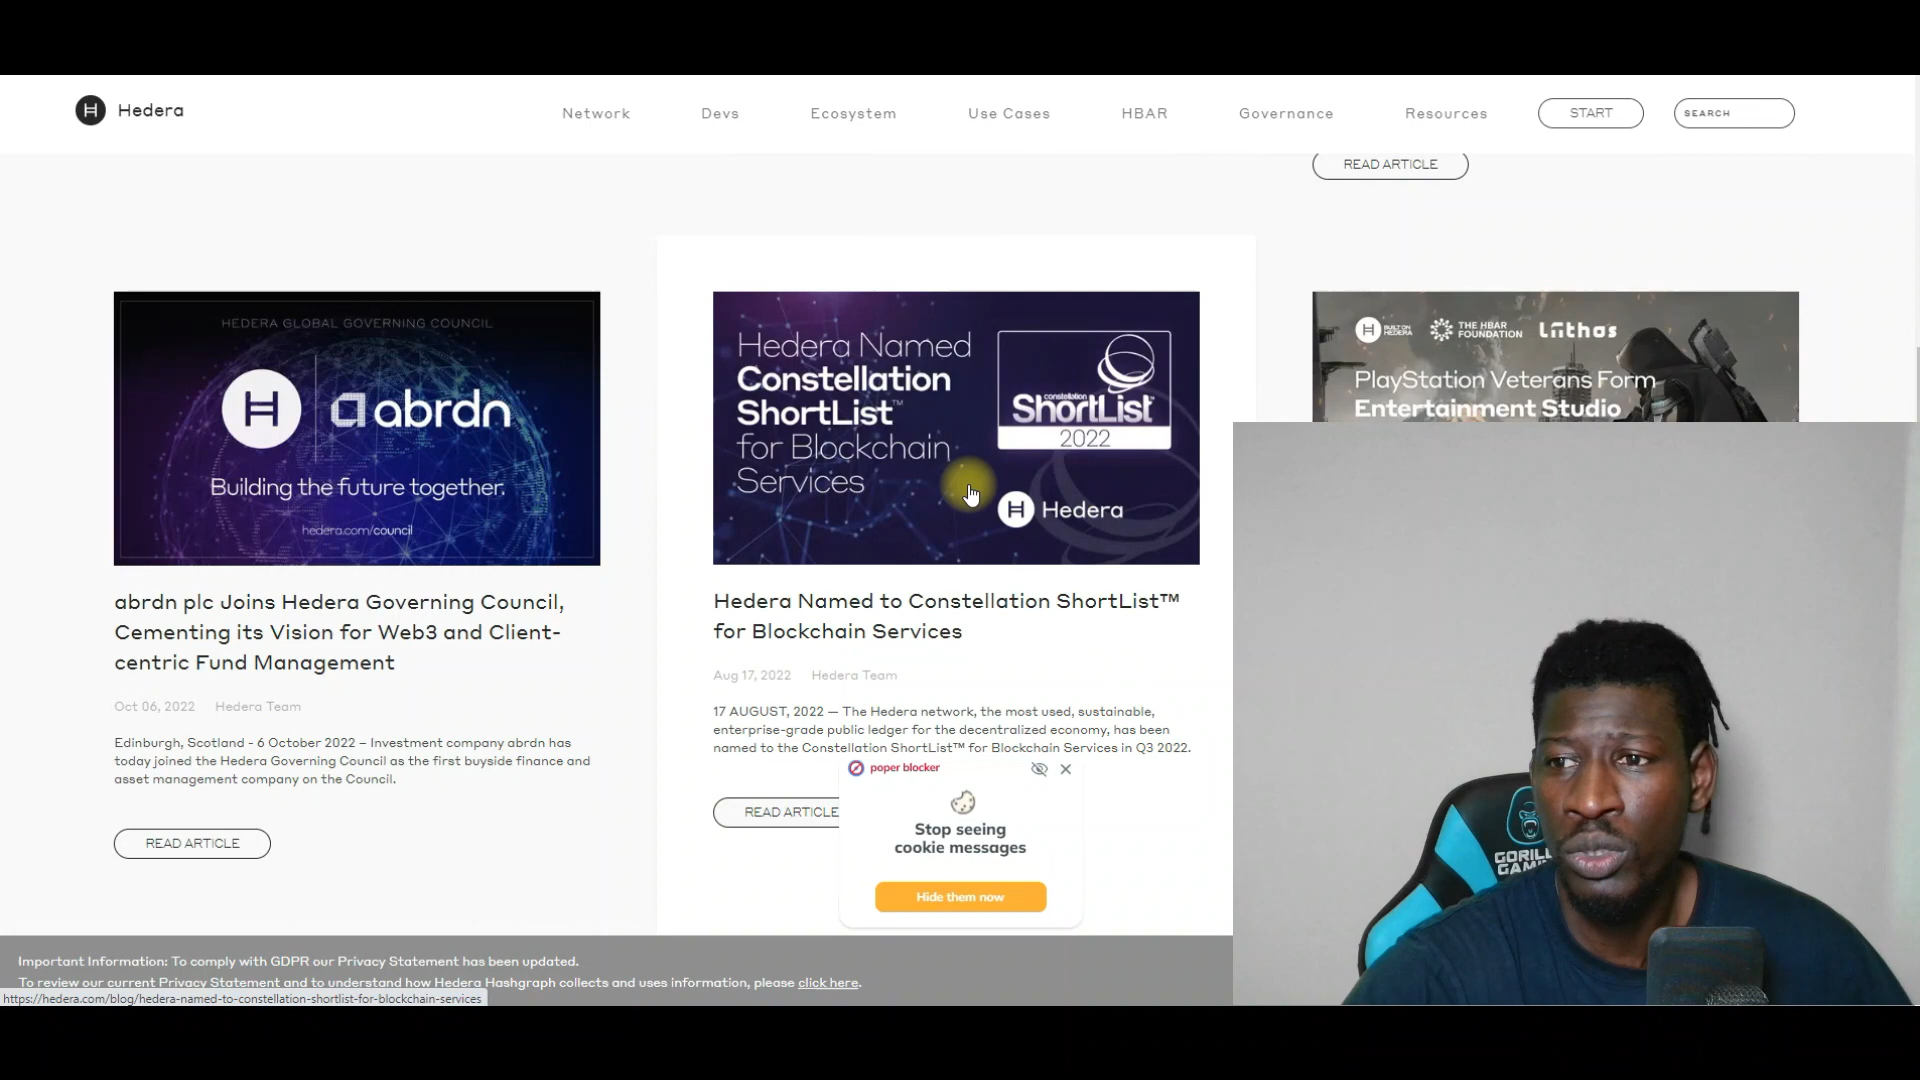 Hedera
Network
Devs
Ecosystem
Use Cases
HBAR
Governance
Resources
START
SEARCH
READ ARTICLE
HEDERA GLOBAL GOVERNING COUNCIL
abrdn
Building the future together.
hedera.com/council
abrdn plc Joins Hedera Governing Council,
Cementing its Vision for Web3 and Client-
centric Fund Management
Oct 06, 2022 Hedera Team
Edinburgh, Scotland - 6 October 2022 – Investment company abrdn has
today joined the Hedera Governing Council as the first buyside finance and
asset management company on the Council.
READ ARTICLE
Hedera Named
Constellation
ShortList™
for Blockchain
Services
constellation
ShortList™
2022
Hedera
Hedera Named to Constellation ShortList™
for Blockchain Services
Aug 17, 2022 Hedera Team
17 AUGUST, 2022 — The Hedera network, the most used, sustainable,
enterprise-grade public ledger for the decentralized economy, has been
named to the Constellation ShortList™ for Blockchain Services in Q3 2022.
READ ARTICLE
BUILT ON
HEDERA
THE HBAR
FOUNDATION
Liithos
PlayStation Veterans Form
Entertainment Studio
poper blocker
Stop seeing
cookie messages
Hide them now
Important Information: To comply with GDPR our Privacy Statement has been updated.
To review our current Privacy Statement and to understand how Hedera Hashgraph collects and uses information, please click here.
https://hedera.com/blog/hedera-named-to-constellation-shortlist-for-blockchain-services